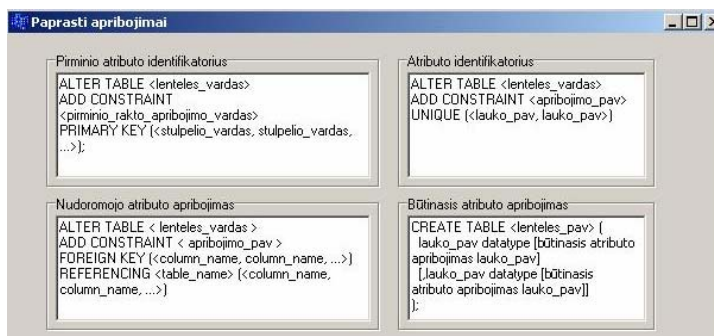 Paprasti apribojimai
Pirminio atributo identifikatorius
ALTER TABLE <lenteles_vardas>
ADD CONSTRAINT
<pirminio_rakto_apribojimo_vardas>
PRIMARY KEY (<stulpelio_vardas, stulpelio_vardas,
...>);
Atributo identifikatorius
ALTER TABLE <lenteles_vardas>
ADD CONSTRAINT <apribojimo_pav>
UNIQUE (<lauko_pav, lauko_pav>)
Nudoromojo atributo apribojimas
ALTER TABLE < lenteles_vardas >
ADD CONSTRAINT < apribojimo_pav >
FOREIGN KEY (<column_name, column_name, ...>)
REFERENCING <table_name> (<column_name,
column_name, ...>)
Būtinasis atributo apribojimas
CREATE TABLE <lenteles_pav> (
lauko_pav datatype [būtinasis atributo
apribojimas lauko_pav]
[,lauko_pav datatype [būtinasis
atributo apribojimas lauko_pav]]
);